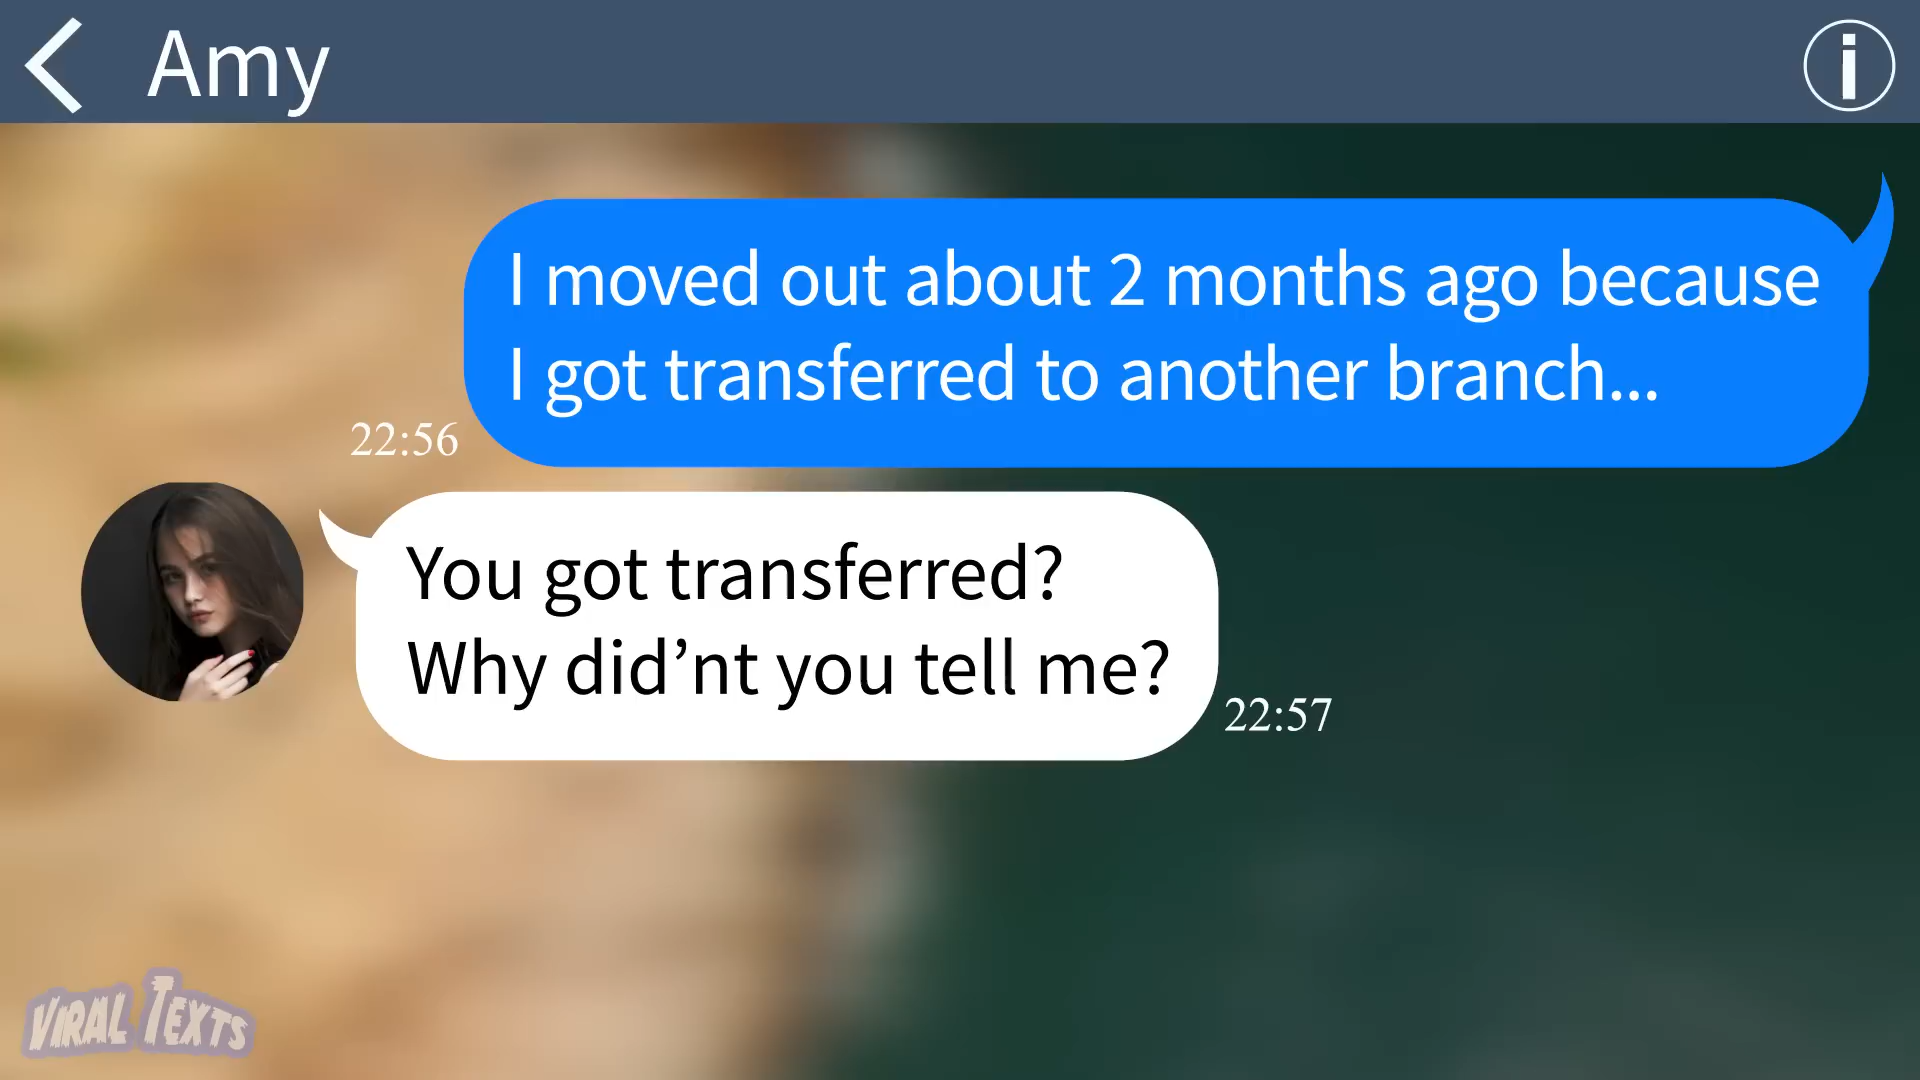 Amy
I moved out about 2 months ago because
I got transferred to another branch...
22:56
You got transferred?
Why did’nt you tell me?
22:57
VIRAL TEXTS